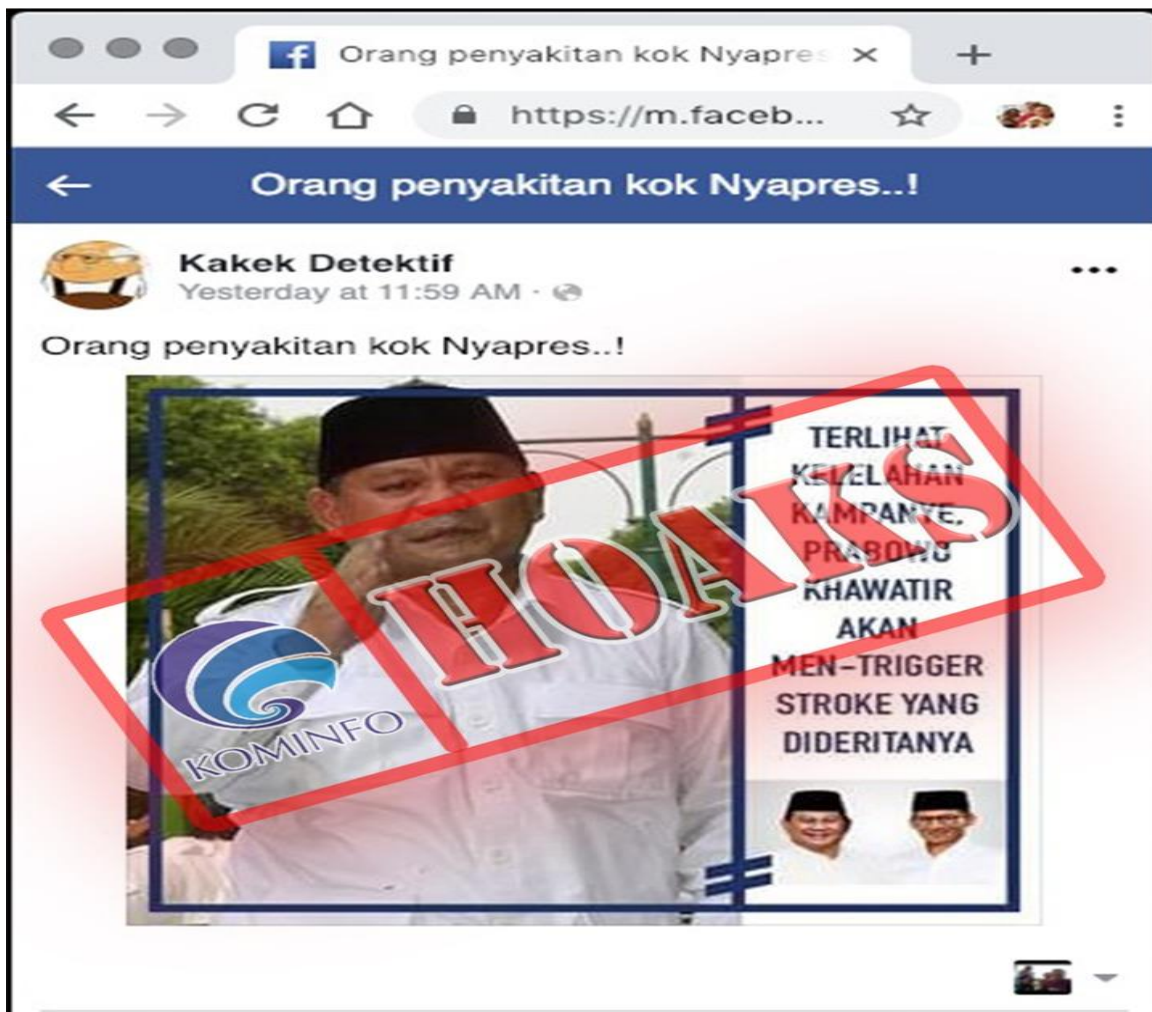 Orang penyakitan kok Nyapres
https://m.faceb...
Orang penyakitan kok Nyapres..!
Kakek Detektif
Yesterday at 11:59 AM
Orang penyakitan kok Nyapres..!
TERLIHAT
KELELAHAN
KAMPANYE,
PRABOWO
KHAWATIR
AKAN
MEN-TRIGGER
STROKE YANG
DIDERITANYA
HOAKS
KOMINFO